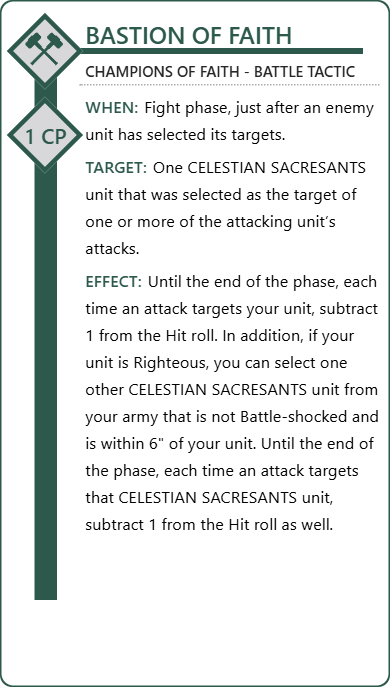 BASTION OF FAITH
CHAMPIONS OF FAITH - BATTLE TACTIC
1 CP
WHEN: Fight phase, just after an enemy
unit has selected its targets.
TARGET: One CELESTIAN SACRESANTS
unit that was selected as the target of
one or more of the attacking unit’s
attacks.
EFFECT: Until the end of the phase, each
time an attack targets your unit, subtract
1 from the Hit roll. In addition, if your
unit is Righteous, you can select one
other CELESTIAN SACRESANTS unit from
your army that is not Battle-shocked and
is within 6" of your unit. Until the end of
the phase, each time an attack targets
that CELESTIAN SACRESANTS unit,
subtract 1 from the Hit roll as well.